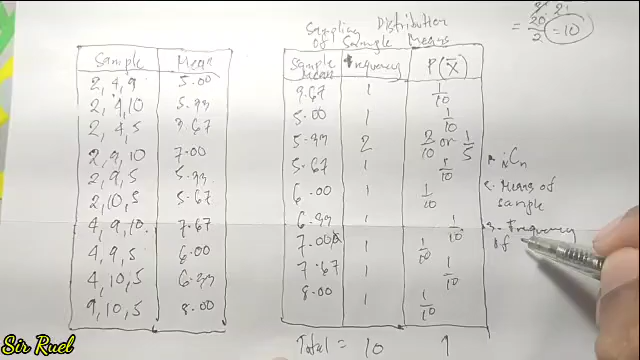 = 20
2 = 10
Sampling Distribution
of Sample Means
Sample Mean
2, 4, 9 5.00
2, 4, 10 5.33
2, 4, 5 3.67
2, 9, 10 7.00
2, 9, 5 5.33
2, 10, 5 5.67
4, 9, 10. 7.67
4, 9, 5 6.00
4, 10, 5 6.33
9, 10, 5 8.00
Sample Mean Frequency P(X̄)
3.67 1 1/10
5.00 1 1/10
5.33 2 2/10 or 1/5
5.67 1 1/10
6.00 1 1/10
6.33 1/10
7.00 1 1/10
7.67 1 1/10
8.00 1 1/10
Total = 10 1
NCn
2. Means of
sample
3. Frequency
of
Sir Ruel